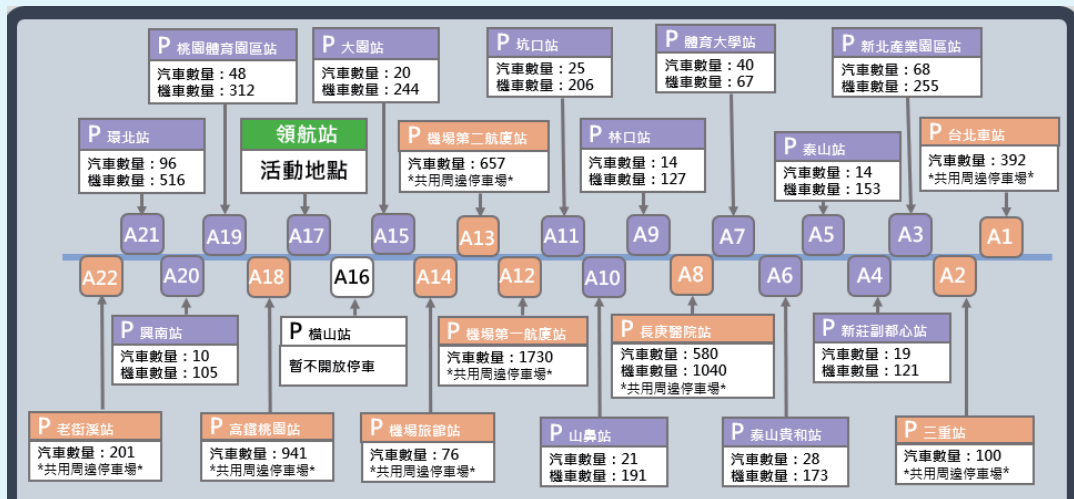 P 桃園體育園區站
汽車數量：48
機車數量：312
P 大園站
汽車數量：20
機車數量：244
P 坑口站
汽車數量：25
機車數量：206
P 體育大學站
汽車數量：40
機車數量：67
P 新北產業園區站
汽車數量：68
機車數量：255
P 環北站
汽車數量：96
機車數量：516
領航站
活動地點
P 機場第二航廈站
汽車數量：657
*共用周邊停車場*
P 林口站
汽車數量：14
機車數量：127
P 泰山站
汽車數量：14
機車數量：153
P 台北車站
汽車數量：392
*共用周邊停車場*
A21
A19
A17
A15
A13
A11
A9
A7
A5
A3
A1
A22
A20
A18
A16
A14
A12
A10
A8
A6
A4
A2
P 興南站
汽車數量：10
機車數量：105
P 橫山站
暫不開放停車
P 機場第一航廈站
汽車數量：1730
*共用周邊停車場*
P 長庚醫院站
汽車數量：580
機車數量：1040
*共用周邊停車場*
P 新莊副都心站
汽車數量：19
機車數量：121
P 老街溪站
汽車數量：201
*共用周邊停車場*
P 高鐵桃園站
汽車數量：941
*共用周邊停車場*
P 機場旅館站
汽車數量：76
*共用周邊停車場*
P 山鼻站
汽車數量：21
機車數量：191
P 泰山貴和站
汽車數量：28
機車數量：173
P 三重站
汽車數量：100
*共用周邊停車場*